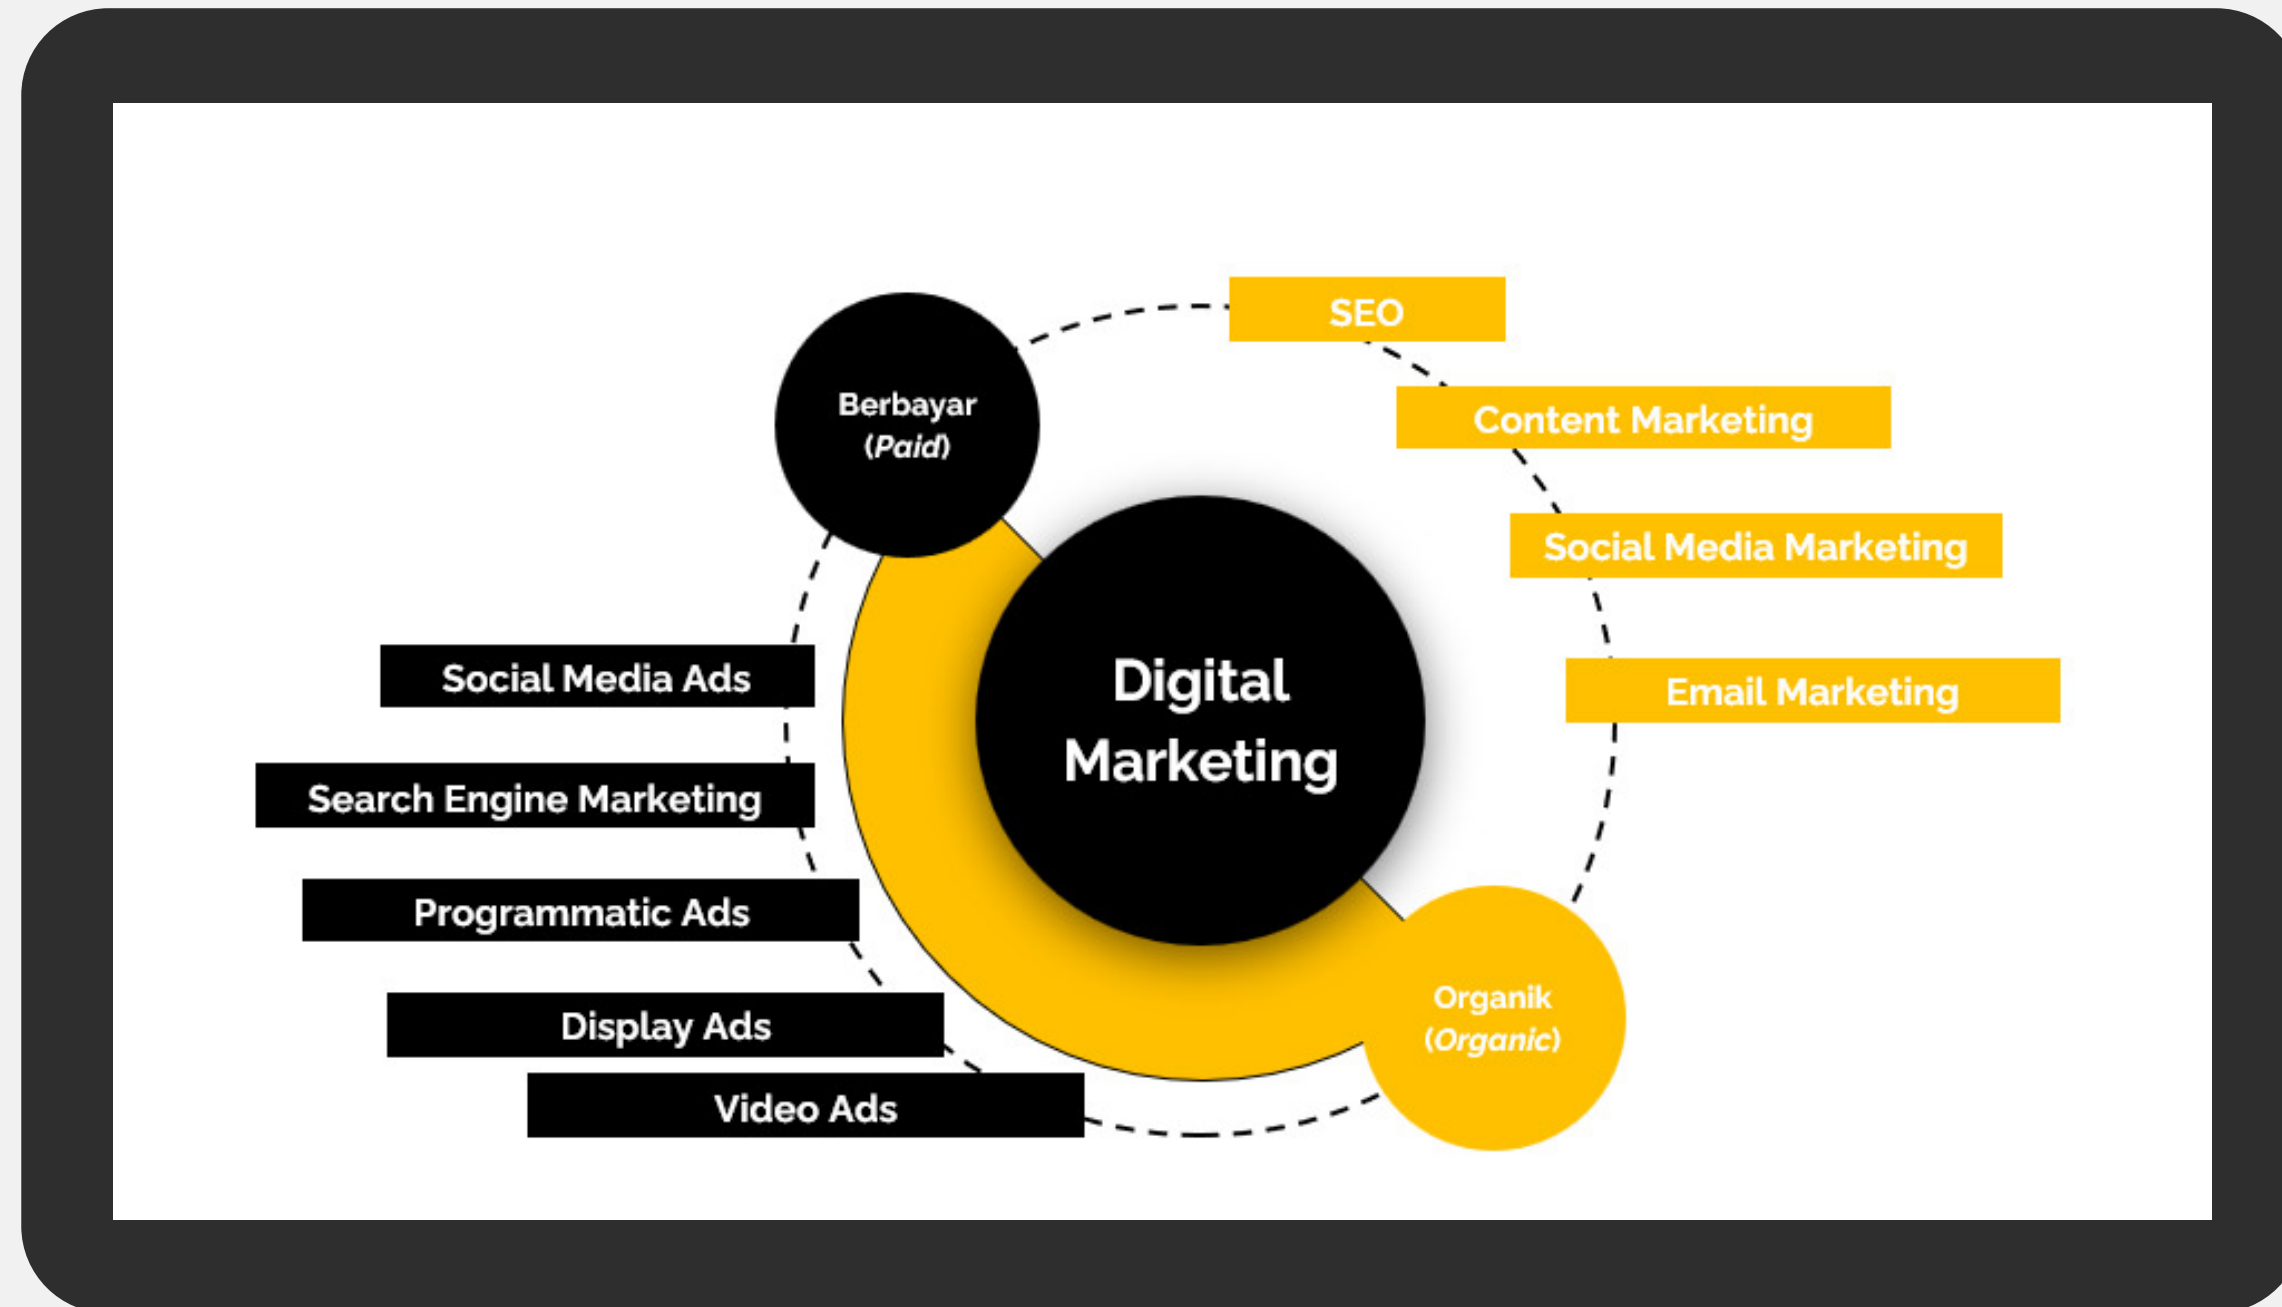 SEO
Berbayar
(Paid)
Content Marketing
Social Media Marketing
Digital
Marketing
Email Marketing
Social Media Ads
Search Engine Marketing
Programmatic Ads
Display Ads
Video Ads
Organik
(Organic)